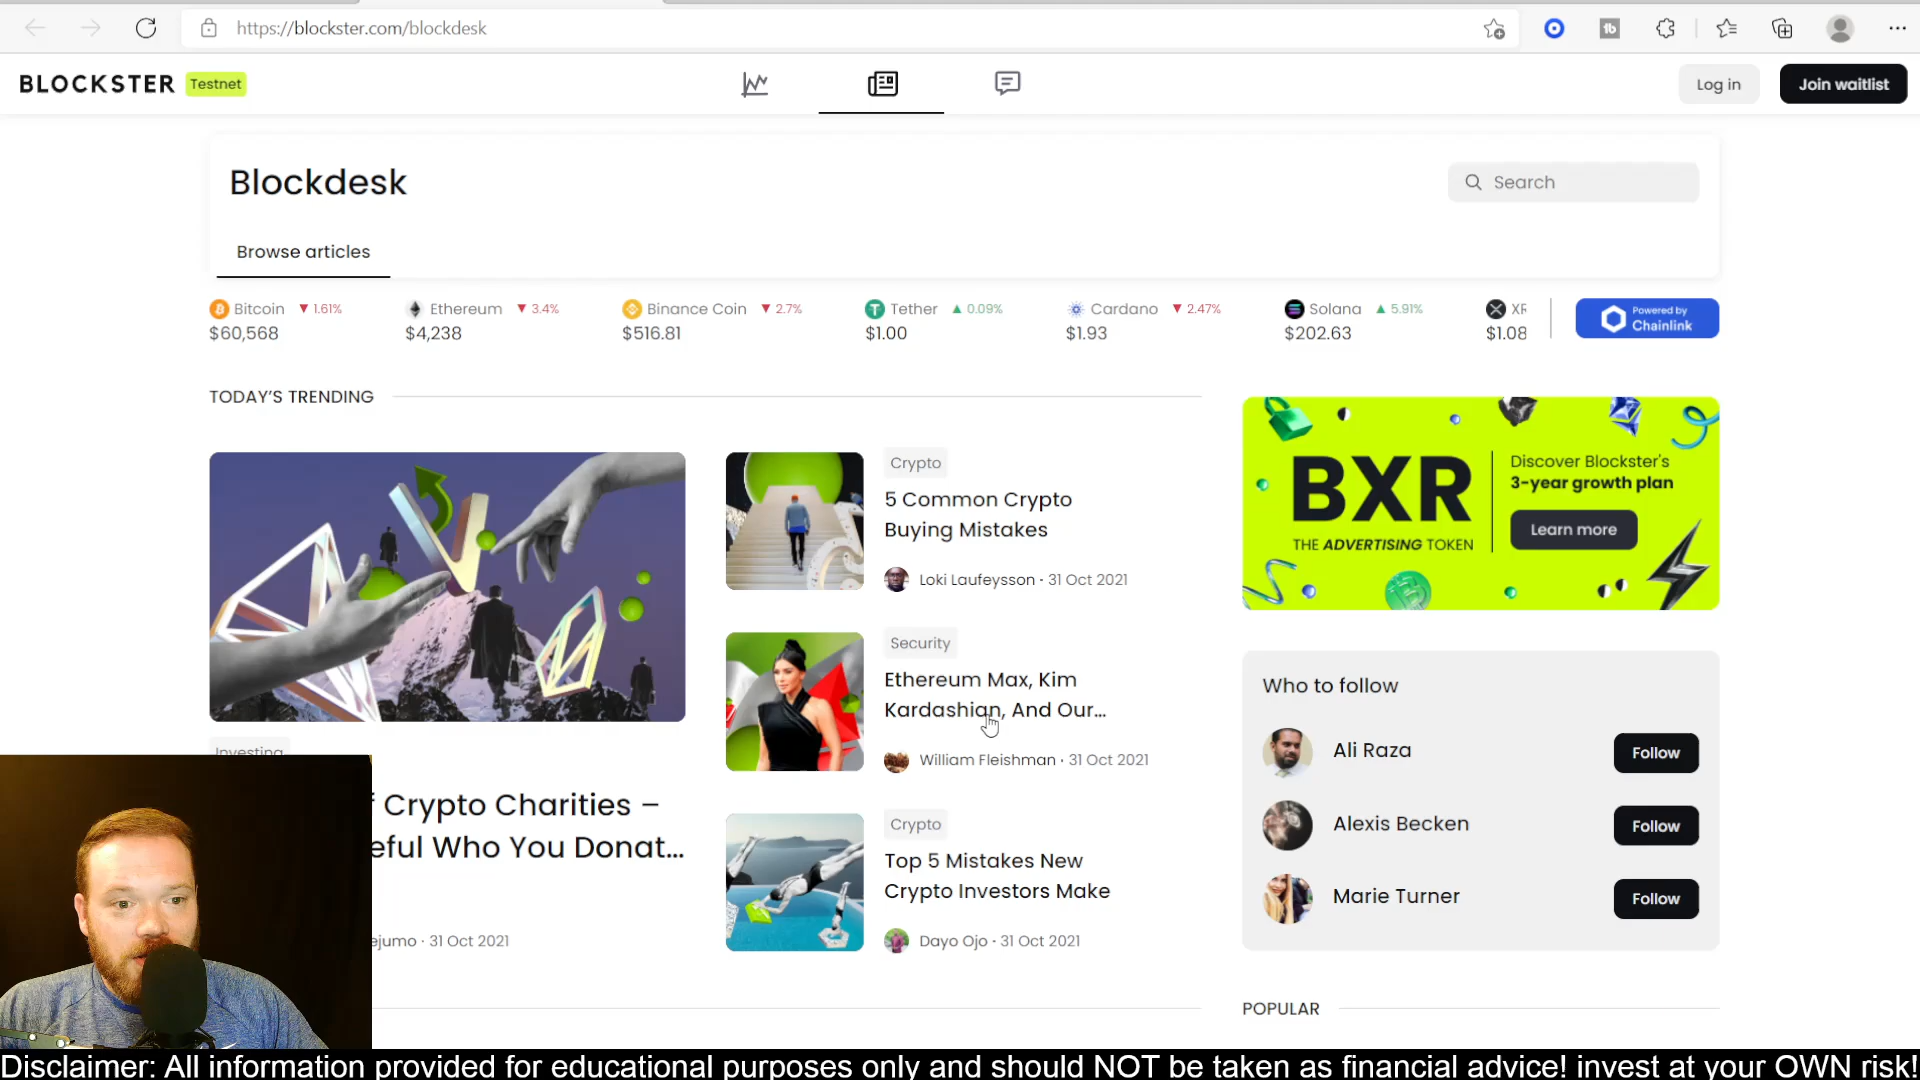 https://blockster.com/blockdesk
BLOCKSTER Testnet
Log in
Join waitlist
Blockdesk
Search
Browse articles
Bitcoin ▼ 1.61%
$60,568
Ethereum ▼ 3.4%
$4,238
Binance Coin ▼ 2.7%
$516.81
Tether ▲ 0.09%
$1.00
Cardano ▼ 2.47%
$1.93
Solana ▲ 5.91%
$202.63
XR
$1.08
Powered by
Chainlink
TODAY'S TRENDING
Investing
f Crypto Charities –
eful Who You Donat...
ejumo · 31 Oct 2021
Crypto
5 Common Crypto
Buying Mistakes
Loki Laufeysson · 31 Oct 2021
Security
Ethereum Max, Kim
Kardashian, And Our...
William Fleishman · 31 Oct 2021
Crypto
Top 5 Mistakes New
Crypto Investors Make
Dayo Ojo · 31 Oct 2021
BXR
THE ADVERTISING TOKEN
Discover Blockster's
3-year growth plan
Learn more
Who to follow
Ali Raza Follow
Alexis Becken Follow
Marie Turner Follow
POPULAR
Disclaimer: All information provided for educational purposes only and should NOT be taken as financial advice! invest at your OWN risk!